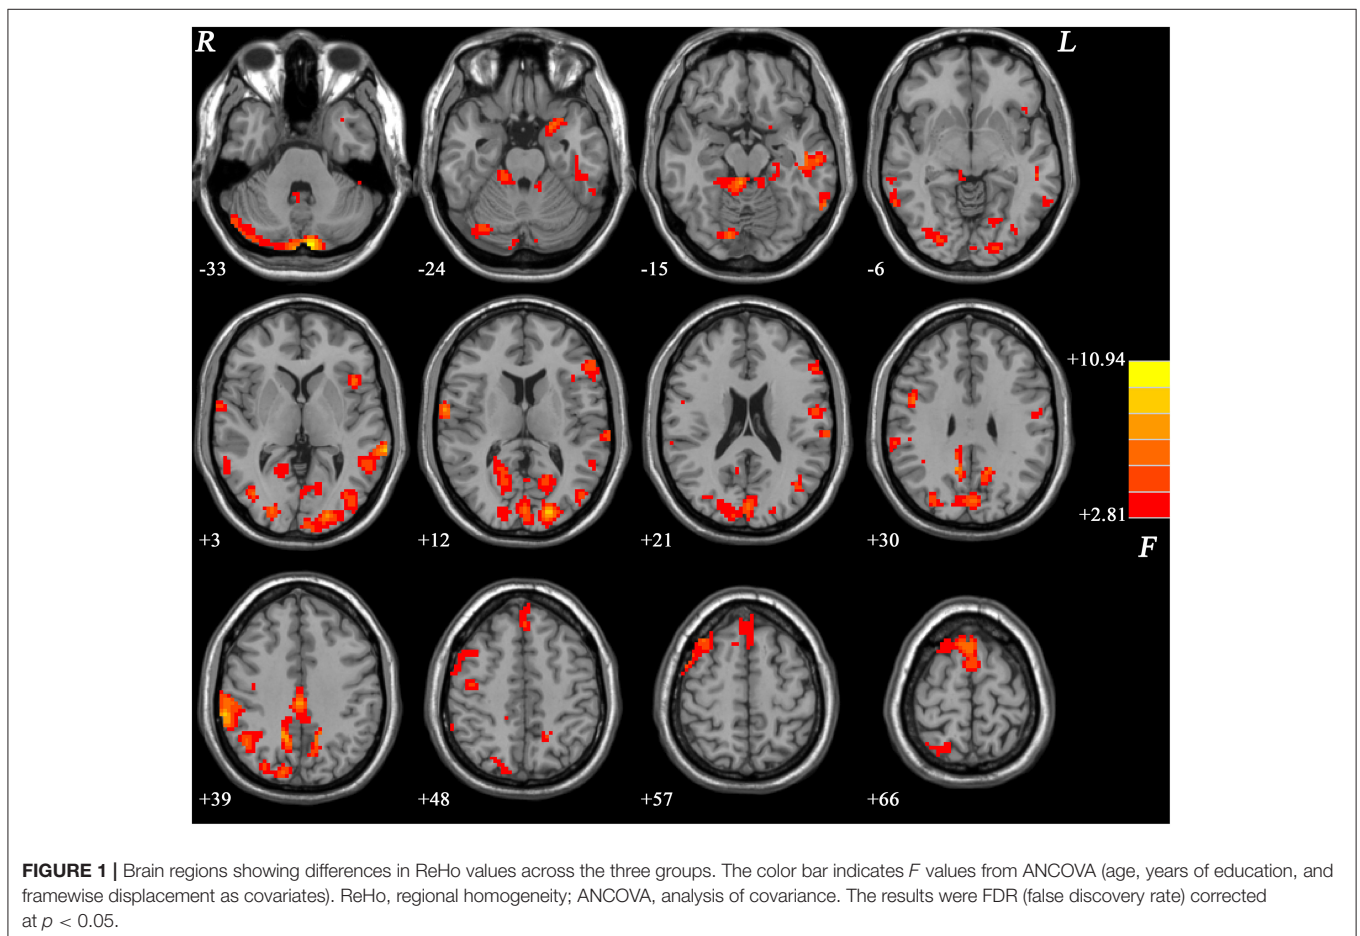 R L
-33 -24 -15 -6
+10.94
+2.81
F
+3 +12 +21 +30
+39 +48 +57 +66
FIGURE 1 | Brain regions showing differences in ReHo values across the three groups. The color bar indicates F values from ANCOVA (age, years of education, and
framewise displacement as covariates). ReHo, regional homogeneity; ANCOVA, analysis of covariance. The results were FDR (false discovery rate) corrected
at p < 0.05.